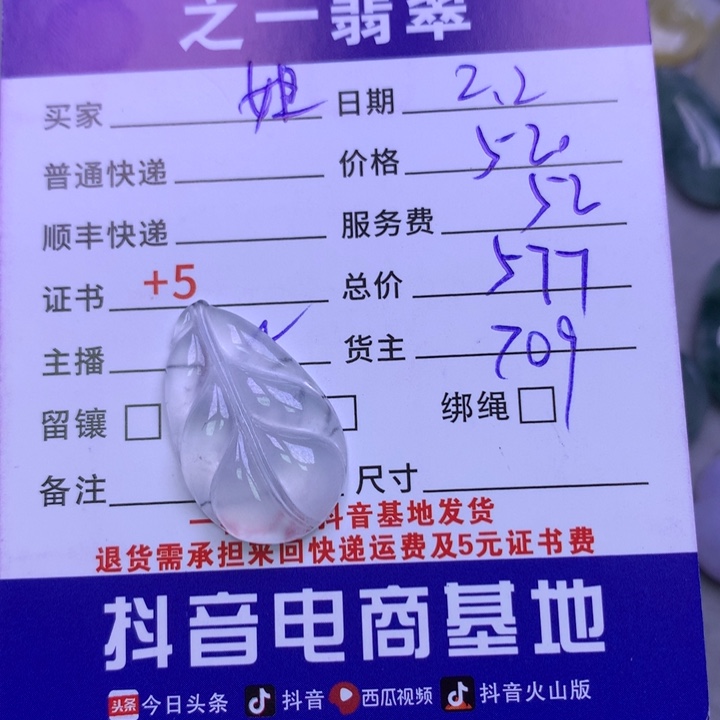 之一翡翠
买家 姐 日期 2.2
普通快递 价格 520
顺丰快递 服务费 52
证书 +5 总价 577
主播 货主 709
留镶 绑绳
备注 尺寸
一 抖音基地发货
退货需承担来回快递运费及5元证书费
抖音电商基地
头条 今日头条 抖音 西瓜视频 抖音火山版